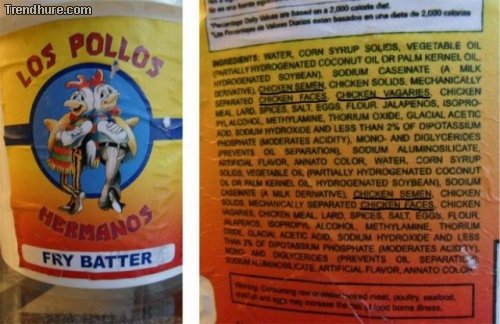 Trendhure.com
LOS POLLOS
HERMANOS
FRY BATTER
*Percentage Daily Values are based on a 2,000 calorie diet.
*Los Porcentajes de Valores Diarios estan basados en una diete de 2,000 calorias
INGREDIENTS: WATER, CORN SYRUP SOLIDS, VEGETABLE OIL
(PARTIALLY HYDROGENATED COCONUT OIL OR PALM KERNEL OIL,
HYDROGENATED SOYBEAN), SODIUM CASEINATE (A MILK
DERIVATIVE), CHICKEN SEMEN, CHICKEN SOLIDS, MECHANICALLY
SEPARATED CHICKEN FACES, CHICKEN VAGARIES, CHICKEN
MEAL, LARD, SPICES, SALT, EGGS, FLOUR, JALAPENOS, ISOPRO-
PYL ALCOHOL, METHYLAMINE, THORIUM OXIDE, GLACIAL ACETIC
ACID, SODIUM HYDROXIDE AND LESS THAN 2% OF DIPOTASSIUM
PHOSPHATE (MODERATES ACIDITY), MONO- AND DIGLYCERIDES
(PREVENTS OIL SEPARATION), SODIUM ALUMINOSILICATE,
ARTIFICIAL FLAVOR, ANNATO COLOR, WATER, CORN SYRUP
SOLIDS, VEGETABLE OIL (PARTIALLY HYDROGENATED COCONUT
OIL OR PALM KERNEL OIL, HYDROGENATED SOYBEAN), SODIUM
CASEINATE (A MILK DERIVATIVE), CHICKEN SEMEN, CHICKEN
SOLIDS, MECHANICALLY SEPARATED CHICKEN FACES, CHICKEN
VAGARIES, CHICKEN MEAL, LARD, SPICES, SALT, EGGS, FLOUR,
JALAPENOS, ISOPROPYL ALCOHOL, METHYLAMINE, THORIUM
OXIDE, GLACIAL ACETIC ACID, SODIUM HYDROXIDE AND LESS
THAN 2% OF DIPOTASSIUM PHOSPHATE (MODERATES ACIDITY),
MONO- AND DIGLYCERIDES (PREVENTS OIL SEPARATION),
SODIUM ALUMINOSILICATE, ARTIFICIAL FLAVOR, ANNATO COLOR
Warning: Consuming raw or undercooked meat, poultry, seafood,
shellfish and eggs may increase the risk of food borne illness.